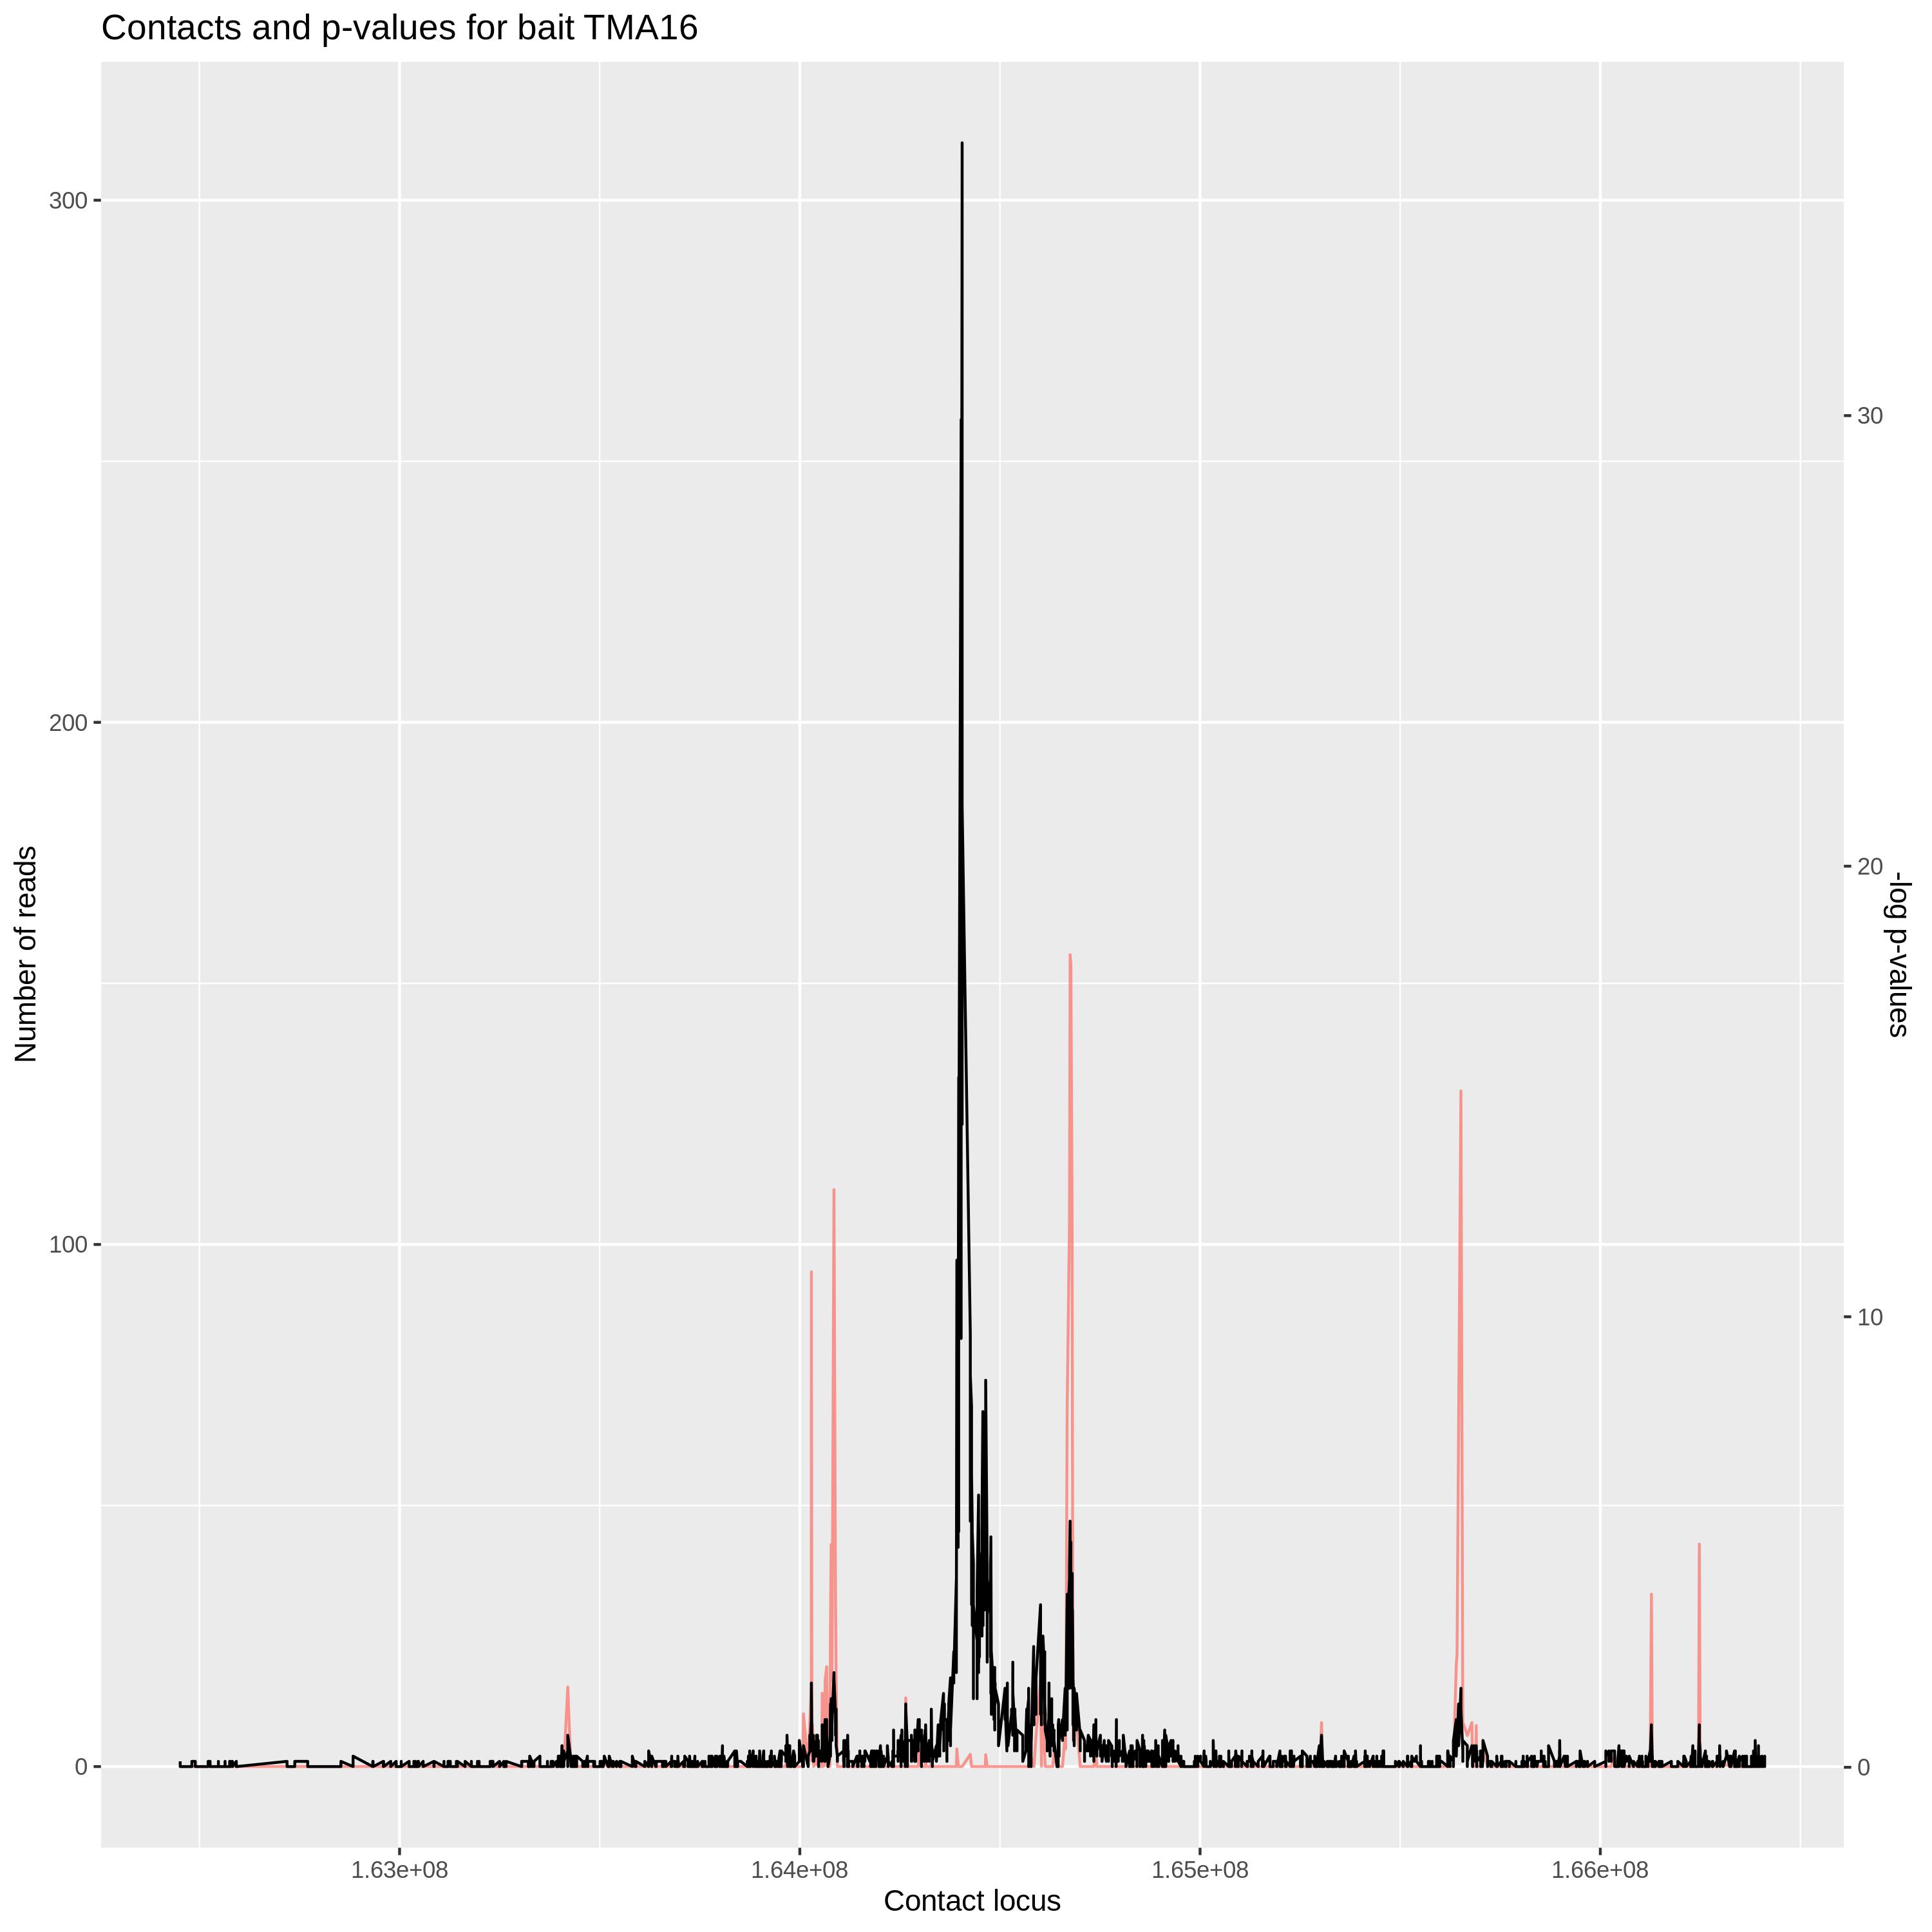 Contacts and p-values for bait TMA16
300
200
100
0
Number of reads
30
20
10
0
-log p-values
1.63e+08
1.64e+08
1.65e+08
1.66e+08
Contact locus